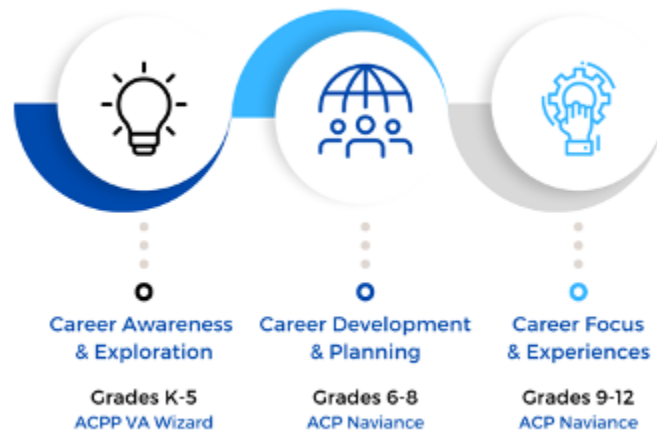 Career Awareness
& Exploration
Grades K-5
ACPP VA Wizard
Career Development
& Planning
Grades 6-8
ACP Naviance
Career Focus
& Experiences
Grades 9-12
ACP Naviance